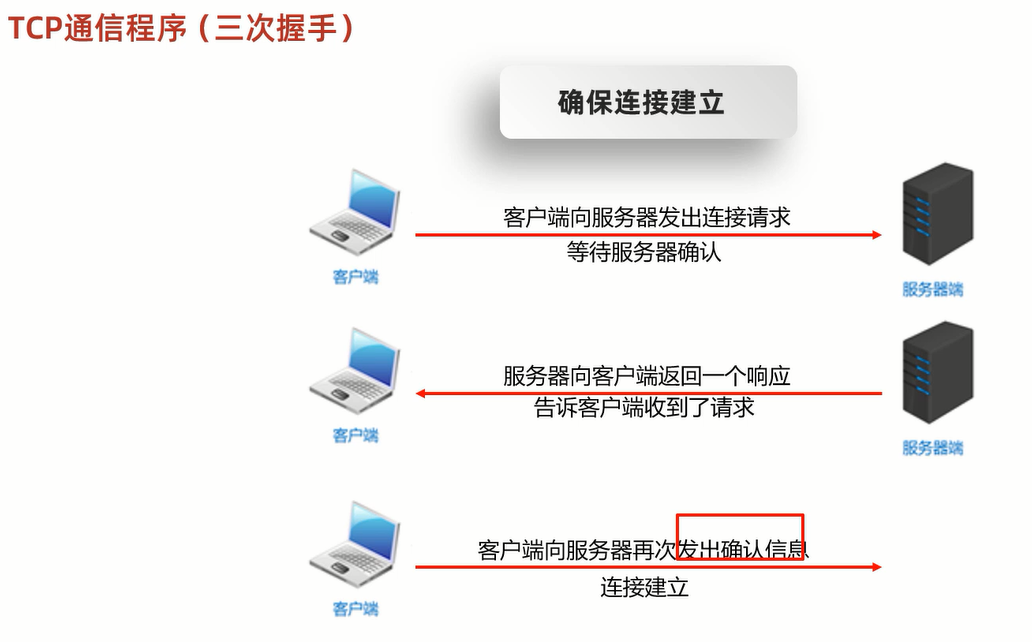 TCP通信程序（三次握手）
确保连接建立
客户端向服务器发出连接请求
等待服务器确认
客户端
服务器端
服务器向客户端返回一个响应
告诉客户端收到了请求
客户端
服务器端
客户端向服务器再次发出确认信息
连接建立
客户端